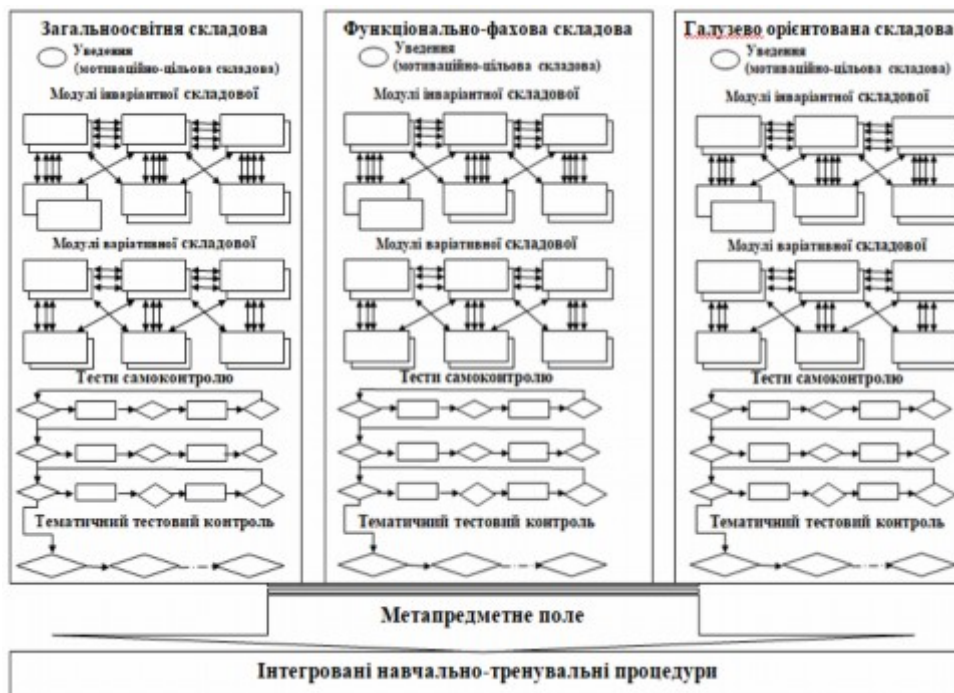 Загальноосвітня складова
Уведення
(мотиваційно-цільова складова)
Модулі інваріантної складової
Модулі варіативної складової
Тести самоконтролю
Тематичний тестовий контроль
Функціонально-фахова складова
Уведення
(мотиваційно-цільова складова)
Модулі інваріантної складової
Модулі варіативної складової
Тести самоконтролю
Тематичний тестовий контроль
Галузево орієнтована складова
Уведення
(мотиваційно-цільова складова)
Модулі інваріантної складової
Модулі варіативної складової
Тести самоконтролю
Тематичний тестовий контроль
Метапредметне поле
Інтегровані навчально-тренувальні процедури